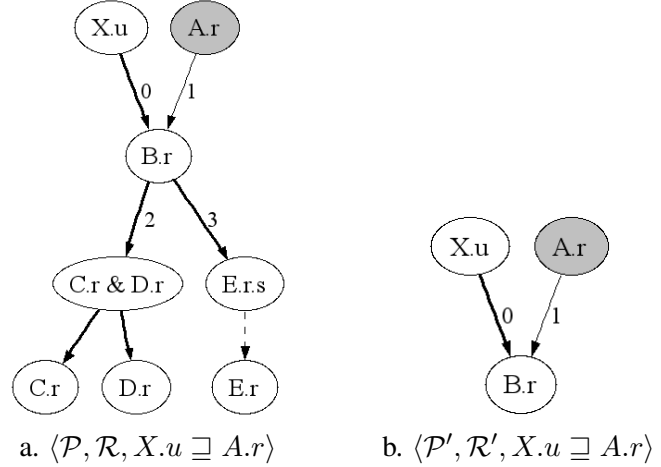 X.u A.r
0 1
B.r
2 3
C.r & D.r E.r.s
C.r D.r E.r
a. ⟨𝒫, ℛ, X.u ⊒ A.r⟩
X.u A.r
0 1
B.r
b. ⟨𝒫′, ℛ′, X.u ⊒ A.r⟩